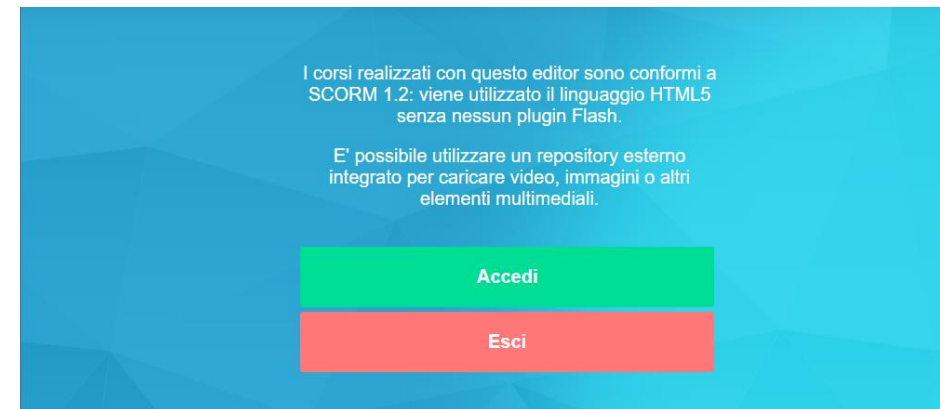 I corsi realizzati con questo editor sono conformi a
SCORM 1.2: viene utilizzato il linguaggio HTML5
senza nessun plugin Flash.
E' possibile utilizzare un repository esterno
integrato per caricare video, immagini o altri
elementi multimediali.
Accedi
Esci